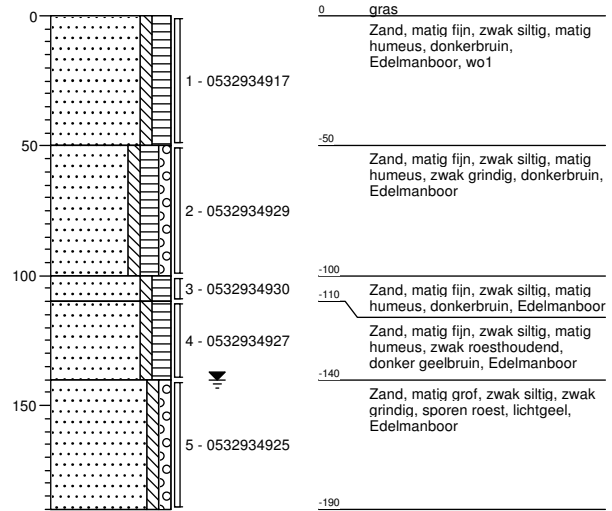 0
1 - 0532934917
50
2 - 0532934929
100
3 - 0532934930
4 - 0532934927
150
5 - 0532934925
0 gras
Zand, matig fijn, zwak siltig, matig
humeus, donkerbruin,
Edelmanboor, wo1
-50
Zand, matig fijn, zwak siltig, matig
humeus, zwak grindig, donkerbruin,
Edelmanboor
-100
Zand, matig fijn, zwak siltig, matig
-110
humeus, donkerbruin, Edelmanboor
Zand, matig fijn, zwak siltig, matig
humeus, zwak roesthoudend,
donker geelbruin, Edelmanboor
-140
Zand, matig grof, zwak siltig, zwak
grindig, sporen roest, lichtgeel,
Edelmanboor
-190